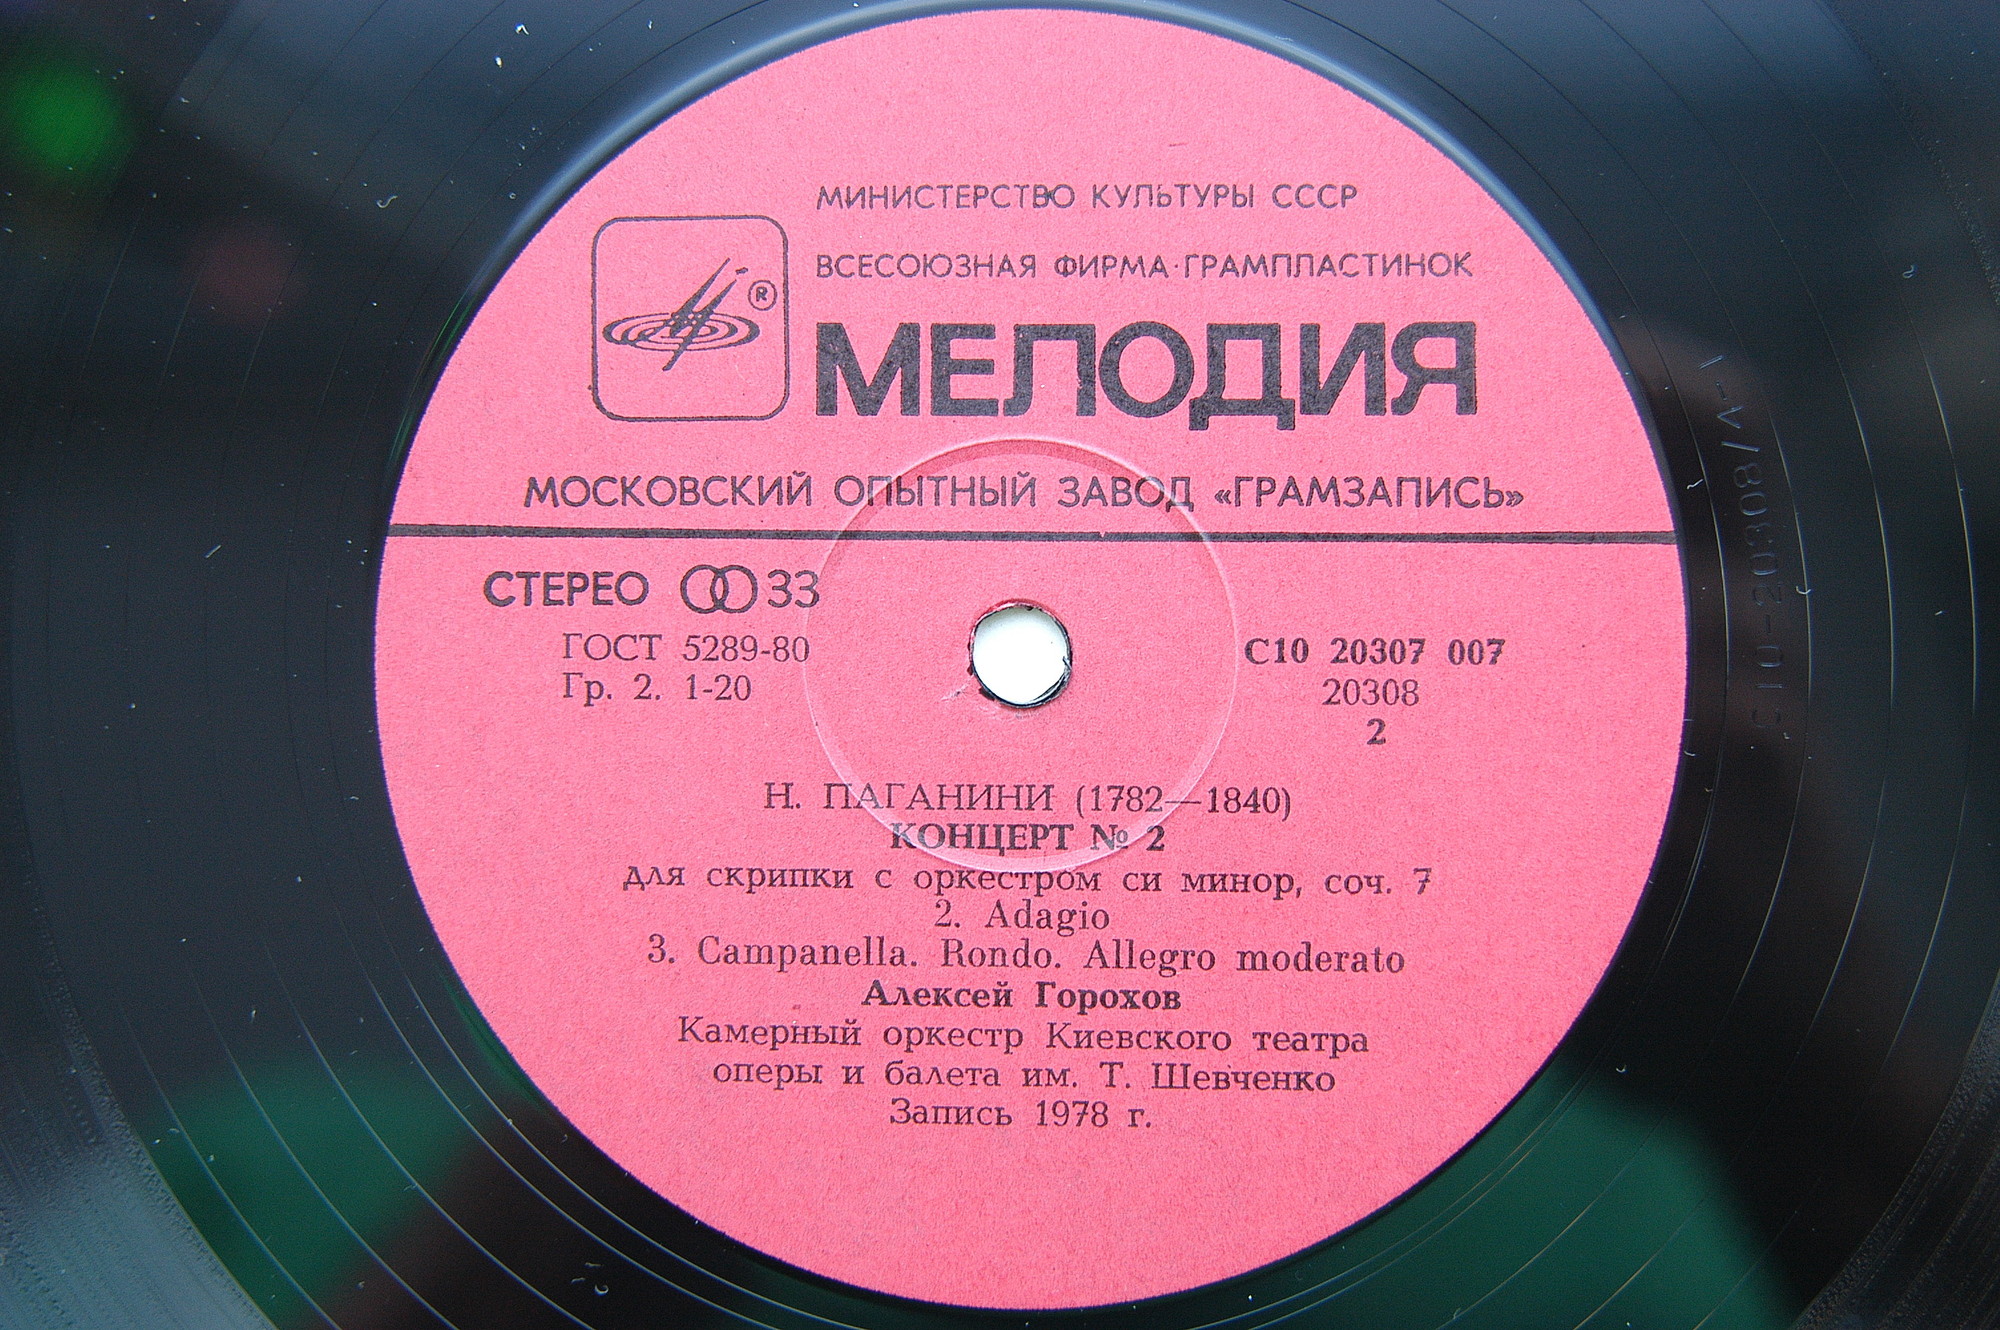 МИНИСТЕРСТВО КУЛЬТУРЫ СССР
ВСЕСОЮЗНАЯ ФИРМА·ГРАМПЛАСТИНОК
®
МЕЛОДИЯ
МОСКОВСКИЙ ОПЫТНЫЙ ЗАВОД «ГРАМЗАПИСЬ»
СТЕРЕО 33
ГОСТ 5289-80
Гр. 2. 1-20
С10 20307 007
20308
2
Н. ПАГАНИНИ (1782—1840)
КОНЦЕРТ № 2
для скрипки с оркестром си минор, соч. 7
2. Adagio
3. Campanella. Rondo. Allegro moderato
Алексей Горохов
Камерный оркестр Киевского театра
оперы и балета им. Т. Шевченко
Запись 1978 г.
С10-20308/V-1